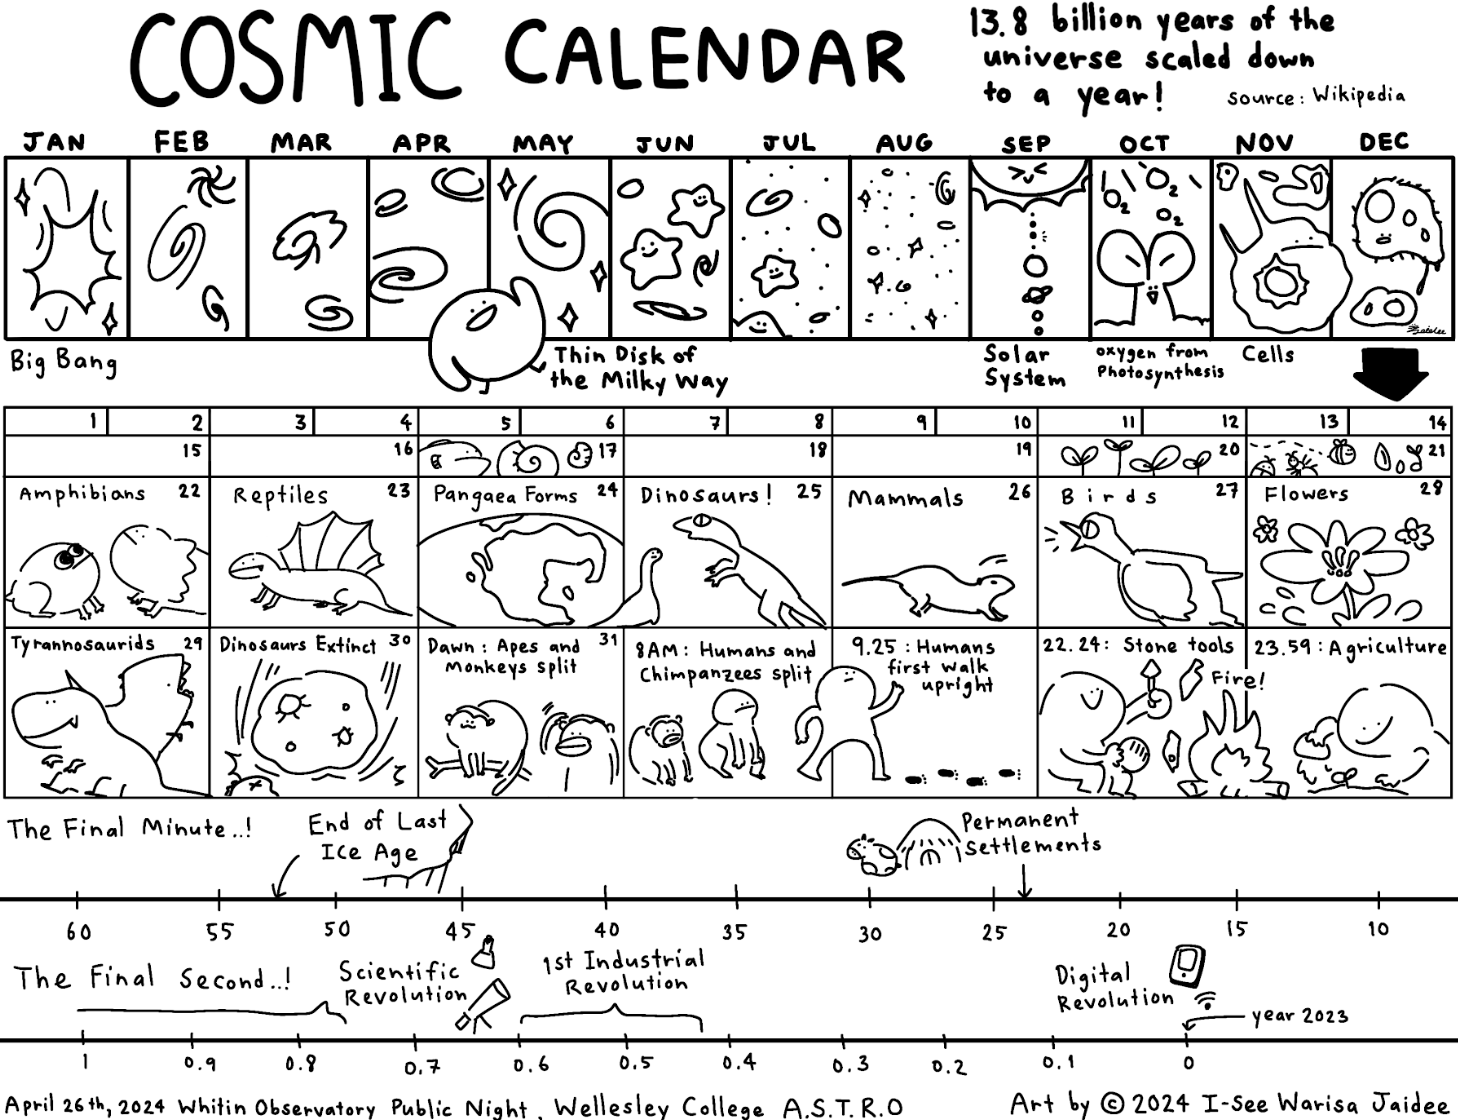 COSMIC CALENDAR
13.8 billion years of the
universe scaled down
to a year!
source: Wikipedia
JAN FEB MAR APR MAY JUN JUL AUG SEP OCT NOV DEC
O2
O2
O2
Big Bang
Thin Disk of
the Milky Way
Solar
System
oxygen from
Photosynthesis
Cells
1 2 3 4 5 6 7 8 9 10 11 12 13 14
15 16 17 18 19 20 21
Amphibians 22
Reptiles 23
Pangaea Forms 24
Dinosaurs! 25
Mammals 26
Birds 27
Flowers 28
Tyrannosaurids 29
Dinosaurs Extinct 30
Dawn: Apes and 31
Monkeys split
8AM: Humans and
Chimpanzees split
9.25: Humans
first walk
upright
22.24: Stone tools
Fire!
23.59: Agriculture
The Final Minute..!
End of Last
Ice Age
Permanent
Settlements
60 55 50 45 40 35 30 25 20 15 10
The Final Second..!
Scientific
Revolution
1st Industrial
Revolution
Digital
Revolution
year 2023
1 0.9 0.8 0.7 0.6 0.5 0.4 0.3 0.2 0.1 0
April 26th, 2024 Whitin Observatory Public Night, Wellesley College A.S.T.R.O
Art by © 2024 I-See Warisa Jaidee